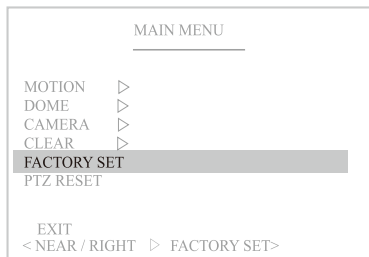 MAIN MENU
MOTION ▷
DOME ▷
CAMERA ▷
CLEAR ▷
FACTORY SET
PTZ RESET
EXIT
< NEAR / RIGHT ▷ FACTORY SET>